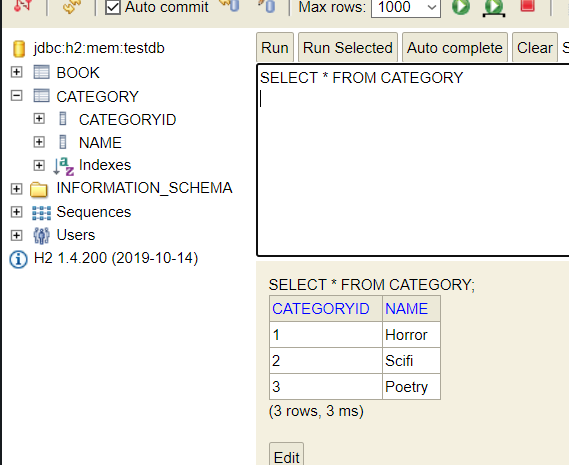 Auto commit Max rows: 1000
jdbc:h2:mem:testdb
BOOK
CATEGORY
CATEGORYID
NAME
Indexes
INFORMATION_SCHEMA
Sequences
Users
H2 1.4.200 (2019-10-14)
Run Run Selected Auto complete Clear S
SELECT * FROM CATEGORY
SELECT * FROM CATEGORY;
CATEGORYID NAME
1 Horror
2 Scifi
3 Poetry
(3 rows, 3 ms)
Edit